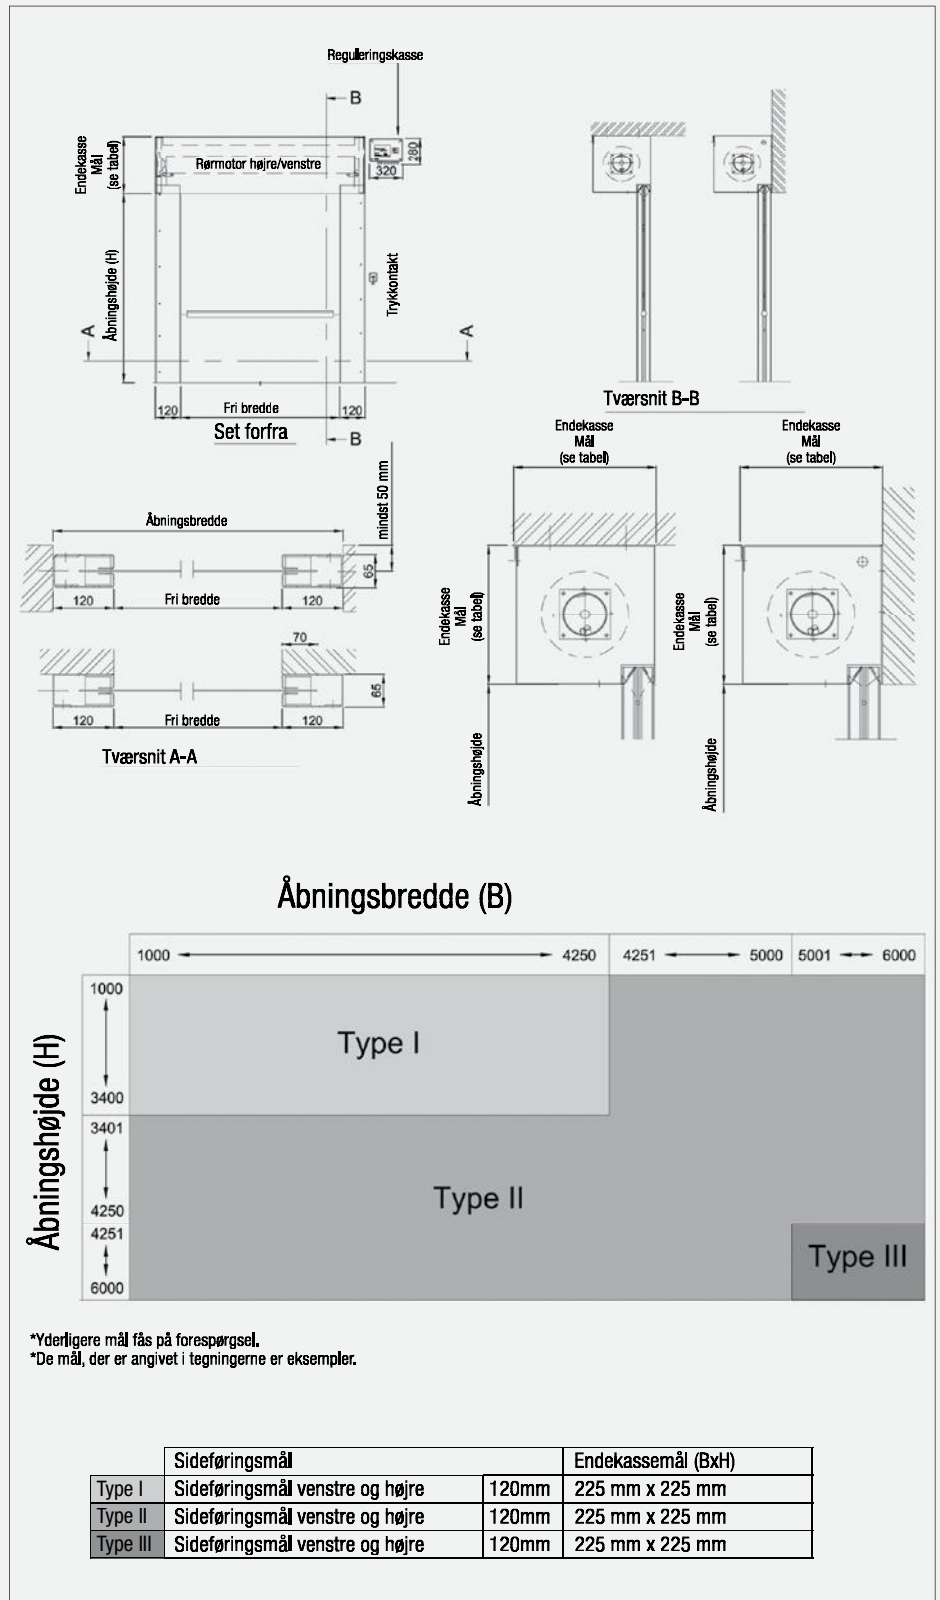 Reguleringskasse
B
Endekasse
Mål
(se tabel)
Rørmotor højre/venstre
280
320
Åbningshøjde (H)
Trykkontakt
A
A
120
Fri bredde
120
Set forfra
B
Tværsnit B-B
mindst 50 mm
Åbningsbredde
65
120
Fri bredde
120
70
65
120
Fri bredde
120
Tværsnit A-A
Endekasse
Mål
(se tabel)
Endekasse
Mål
(se tabel)
Endekasse
Mål
(se tabel)
Endekasse
Mål
(se tabel)
Åbningshøjde
Åbningshøjde
Åbningsbredde (B)
1000 4250 4251 5000 5001 6000
Åbningshøjde (H)
1000
3400
3401
4250
4251
6000
Type I
Type II
Type III
*Yderligere mål fås på forespørgsel.
*De mål, der er angivet i tegningerne er eksempler.
Sideføringsmål Endekassemål (BxH)
Type I Sideføringsmål venstre og højre 120mm 225 mm x 225 mm
Type II Sideføringsmål venstre og højre 120mm 225 mm x 225 mm
Type III Sideføringsmål venstre og højre 120mm 225 mm x 225 mm